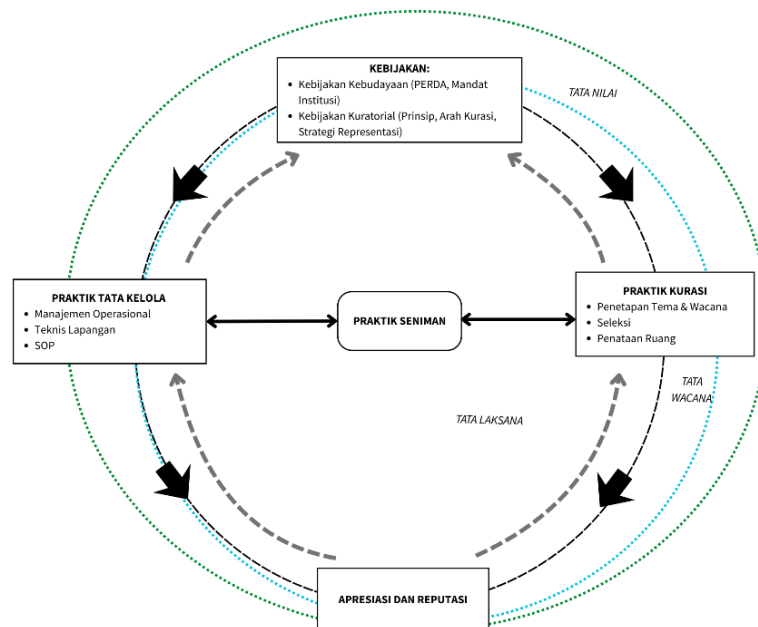 KEBIJAKAN:
• Kebijakan Kebudayaan (PERDA, Mandat
Institusi)
• Kebijakan Kuratorial (Prinsip, Arah Kurasi,
Strategi Representasi)
TATA NILAI
PRAKTIK TATA KELOLA
• Manajemen Operasional
• Teknis Lapangan
• SOP
PRAKTIK SENIMAN
PRAKTIK KURASI
• Penetapan Tema & Wacana
• Seleksi
• Penataan Ruang
TATA
WACANA
TATA LAKSANA
APRESIASI DAN REPUTASI